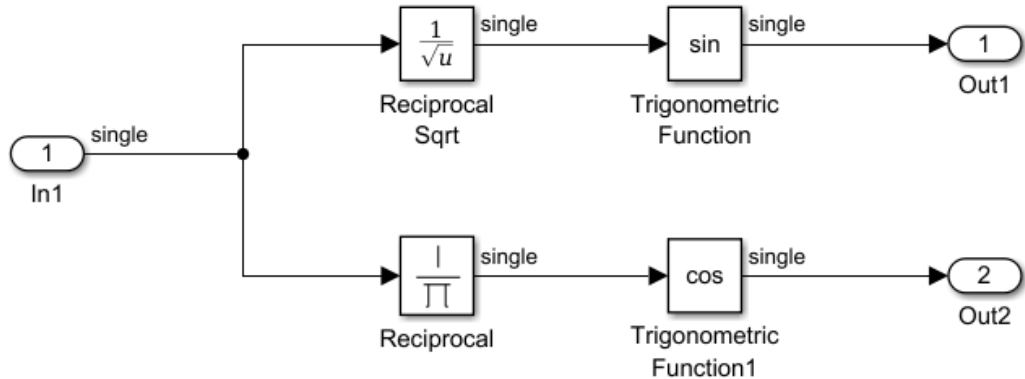 single
1
√u
single
sin
single
1
Reciprocal
Sqrt
Trigonometric
Function
Out1
single
1
In1
single
cos
single
2
Reciprocal
Trigonometric
Function1
Out2